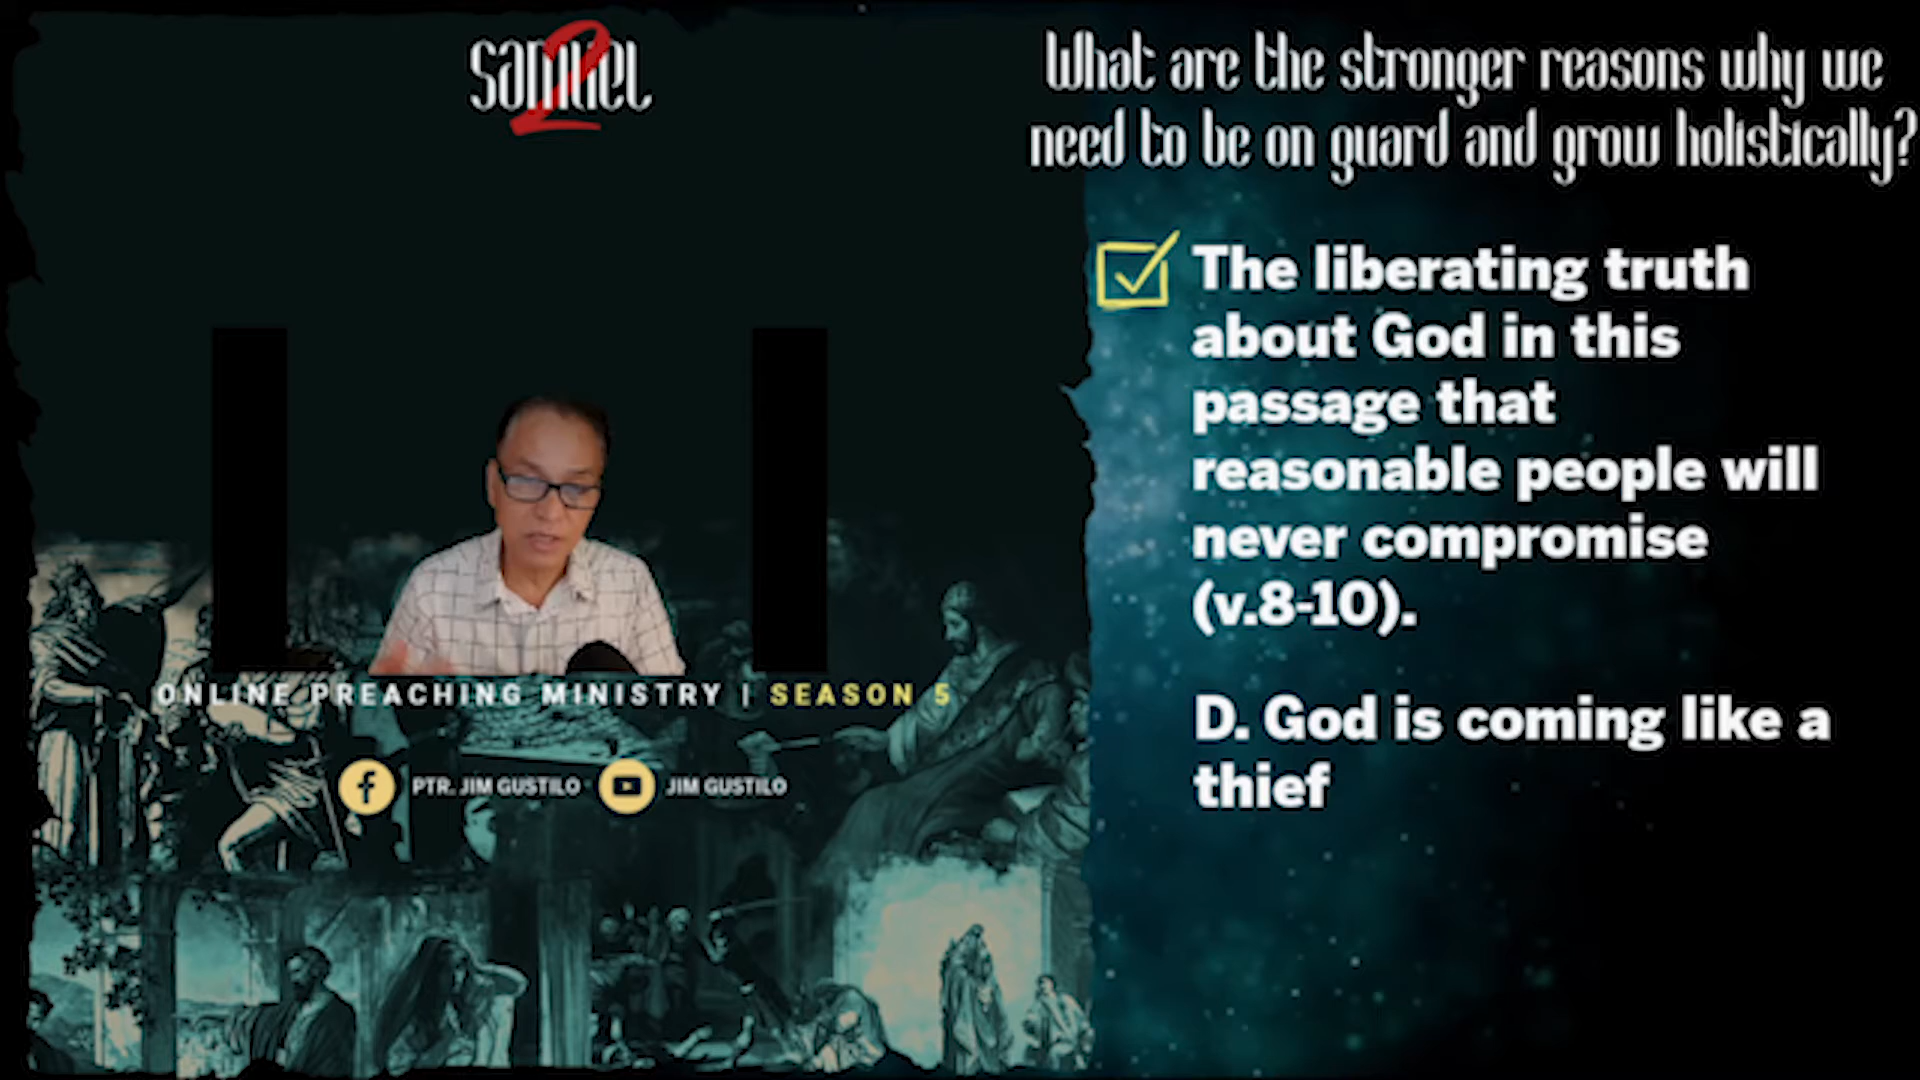 2
samuel
ONLINE PREACHING MINISTRY | SEASON 5
PTR. JIM GUSTILO
JIM GUSTILO
What are the stronger reasons why we
need to be on guard and grow holistically?
The liberating truth
about God in this
passage that
reasonable people will
never compromise
(v.8-10).
D. God is coming like a
thief